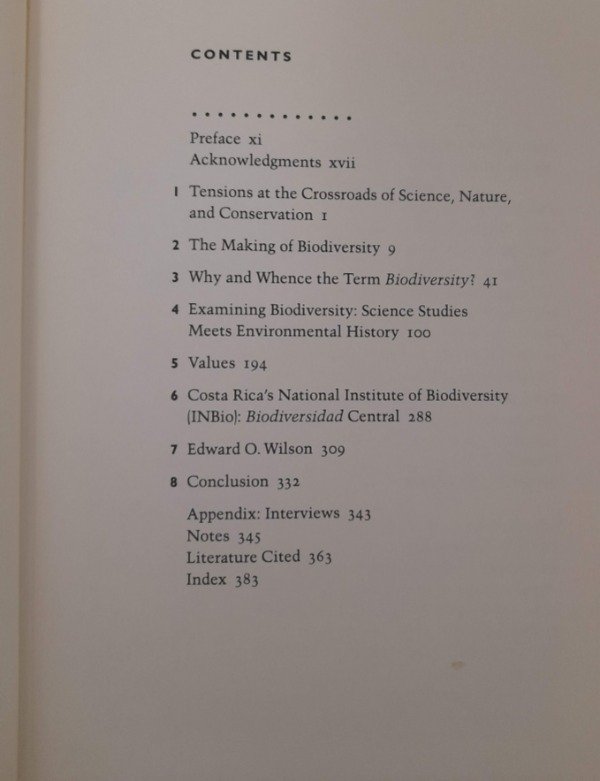 CONTENTS
.............
Preface xi
Acknowledgments xvii
1 Tensions at the Crossroads of Science, Nature,
and Conservation 1
2 The Making of Biodiversity 9
3 Why and Whence the Term Biodiversity? 41
4 Examining Biodiversity: Science Studies
Meets Environmental History 100
5 Values 194
6 Costa Rica's National Institute of Biodiversity
(INBio): Biodiversidad Central 288
7 Edward O. Wilson 309
8 Conclusion 332
Appendix: Interviews 343
Notes 345
Literature Cited 363
Index 383